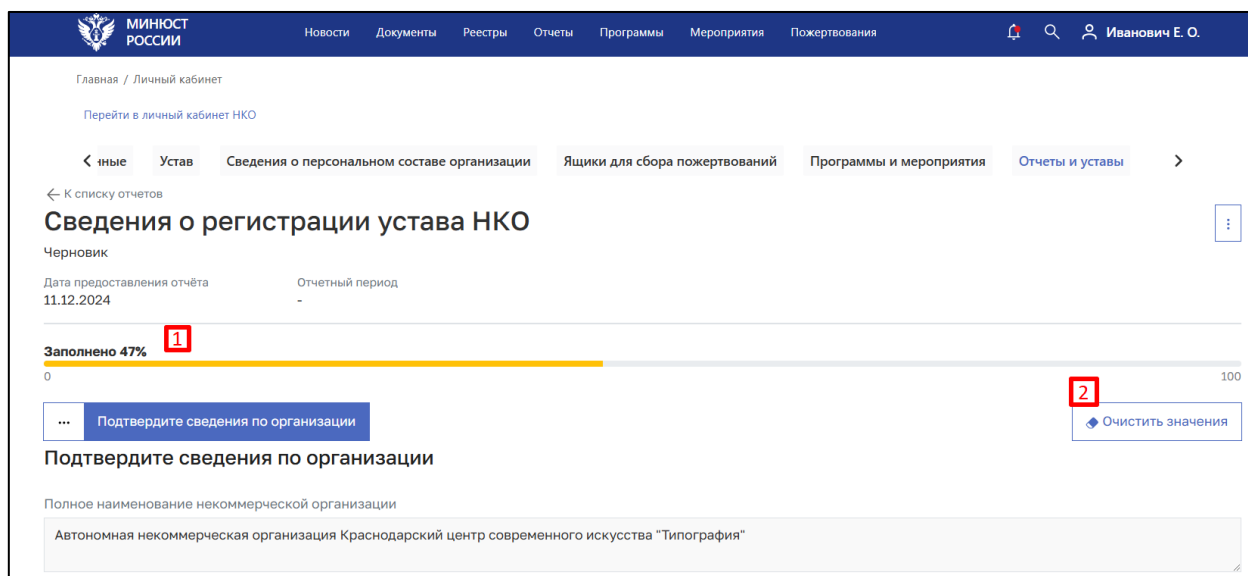 МИНЮСТ
РОССИИ
Новости Документы Реестры Отчеты Программы Мероприятия Пожертвования Иванович Е. О.
Главная / Личный кабинет
Перейти в личный кабинет НКО
нные Устав Сведения о персональном составе организации Ящики для сбора пожертвований Программы и мероприятия Отчеты и уставы
К списку отчетов
Сведения о регистрации устава НКО
Черновик
Дата предоставления отчёта Отчетный период
11.12.2024 -
1
Заполнено 47%
0 100
2
... Подтвердите сведения по организации Очистить значения
Подтвердите сведения по организации
Полное наименование некоммерческой организации
Автономная некоммерческая организация Краснодарский центр современного искусства "Типография"